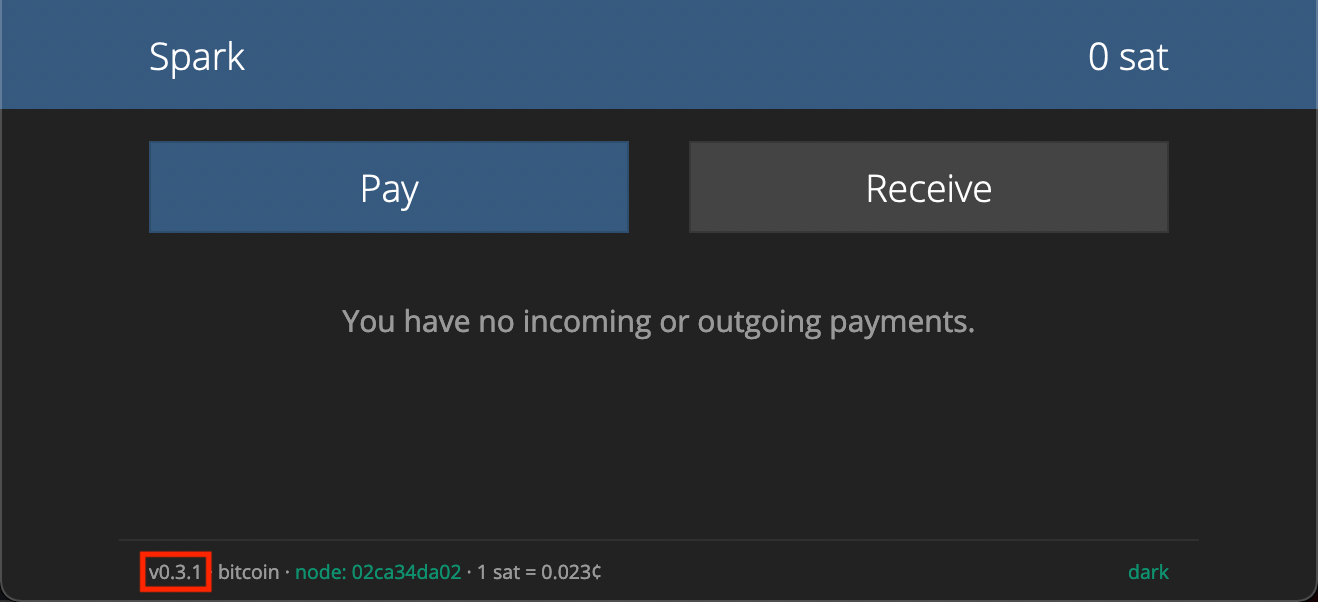 Spark 0 sat
Pay Receive
You have no incoming or outgoing payments.
v0.3.1 · bitcoin · node: 02ca34da02 · 1 sat = 0.023¢ dark